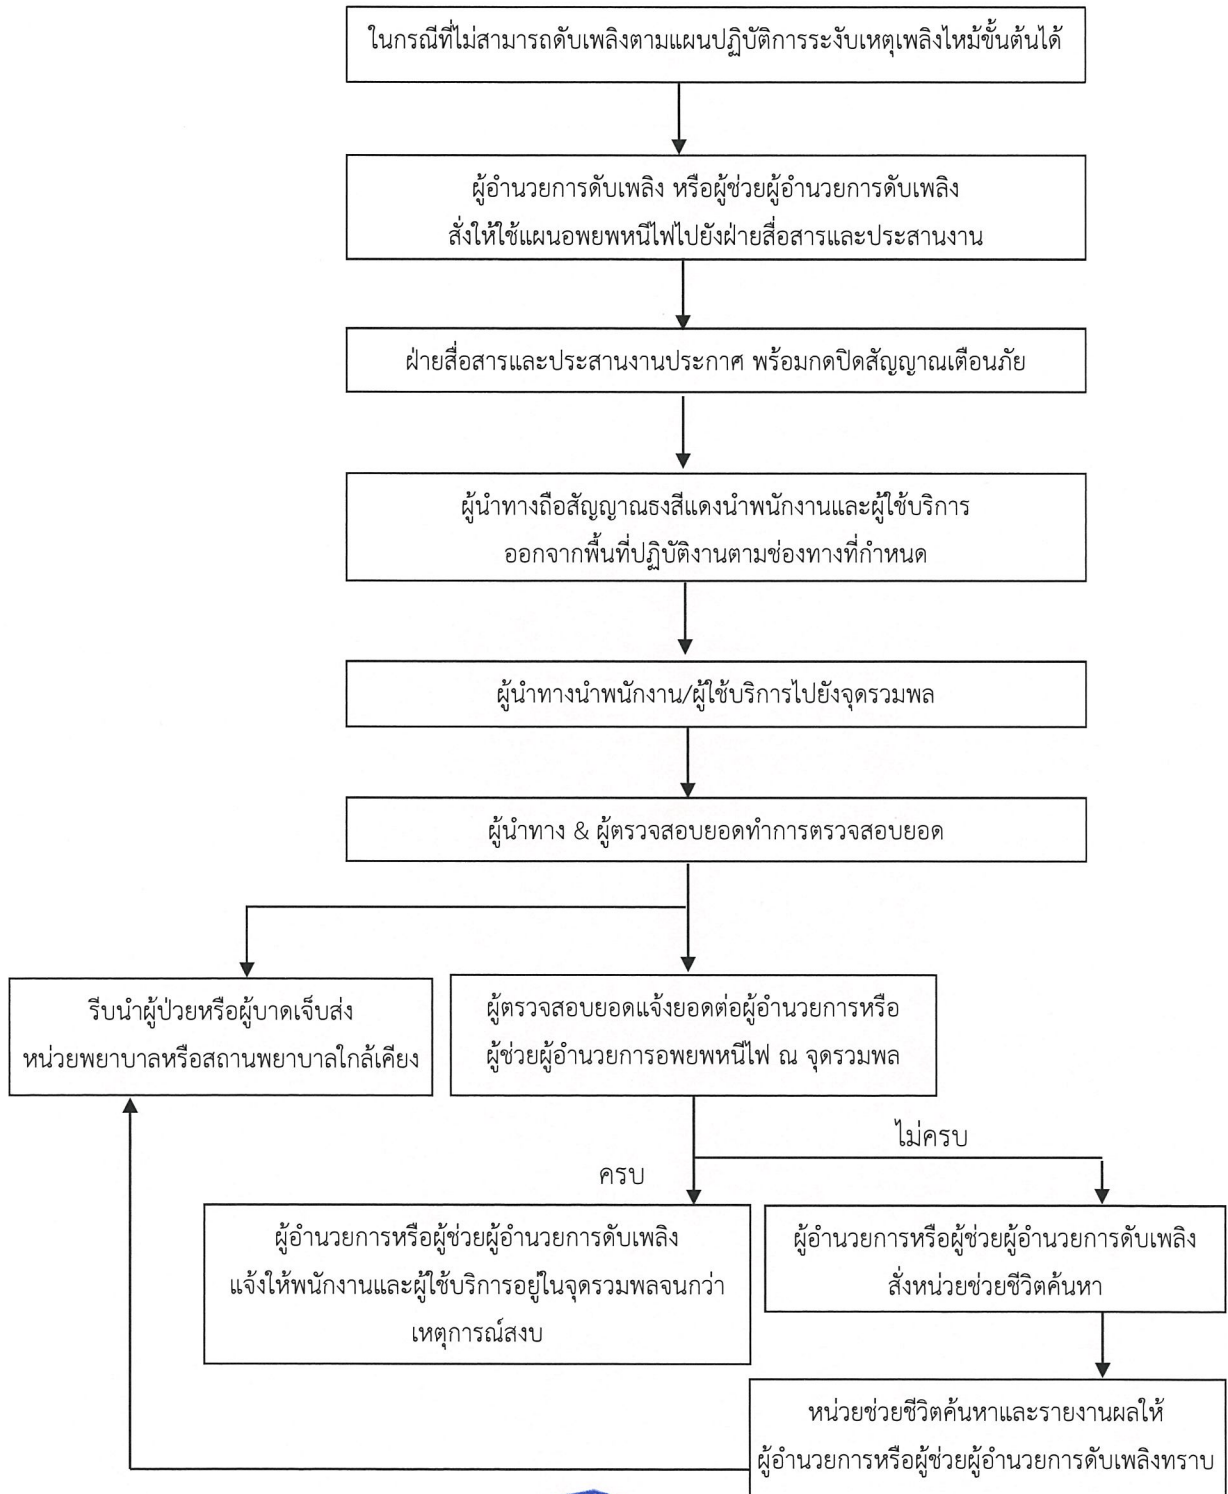 ในกรณีที่ไม่สามารถดับเพลิงตามแผนปฏิบัติการระงับเหตุเพลิงไหม้ขั้นต้นได้
ผู้อำนวยการดับเพลิง หรือผู้ช่วยผู้อำนวยการดับเพลิง
สั่งให้ใช้แผนอพยพหนีไฟไปยังฝ่ายสื่อสารและประสานงาน
ฝ่ายสื่อสารและประสานงานประกาศ พร้อมกดปิดสัญญาณเตือนภัย
ผู้นำทางถือสัญญาณธงสีแดงนำพนักงานและผู้ใช้บริการ
ออกจากพื้นที่ปฏิบัติงานตามช่องทางที่กำหนด
ผู้นำทางนำพนักงาน/ผู้ใช้บริการไปยังจุดรวมพล
ผู้นำทาง & ผู้ตรวจสอบยอดทำการตรวจสอบยอด
รีบนำผู้ป่วยหรือผู้บาดเจ็บส่ง
หน่วยพยาบาลหรือสถานพยาบาลใกล้เคียง
ผู้ตรวจสอบยอดแจ้งยอดต่อผู้อำนวยการหรือ
ผู้ช่วยผู้อำนวยการอพยพหนีไฟ ณ จุดรวมพล
ไม่ครบ
ครบ
ผู้อำนวยการหรือผู้ช่วยผู้อำนวยการดับเพลิง
แจ้งให้พนักงานและผู้ใช้บริการอยู่ในจุดรวมพลจนกว่า
เหตุการณ์สงบ
ผู้อำนวยการหรือผู้ช่วยผู้อำนวยการดับเพลิง
สั่งหน่วยช่วยชีวิตค้นหา
หน่วยช่วยชีวิตค้นหาและรายงานผลให้
ผู้อำนวยการหรือผู้ช่วยผู้อำนวยการดับเพลิงทราบ